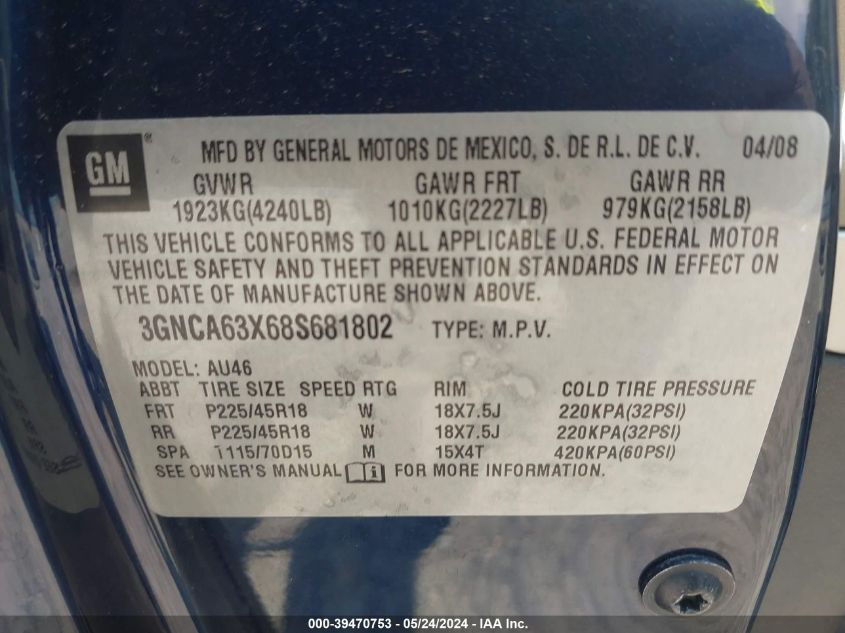 GM ® MFD BY GENERAL MOTORS DE MEXICO, S. DE R.L. DE C.V. 04/08
GVWR GAWR FRT GAWR RR
1923KG(4240LB) 1010KG(2227LB) 979KG(2158LB)
THIS VEHICLE CONFORMS TO ALL APPLICABLE U.S. FEDERAL MOTOR
VEHICLE SAFETY AND THEFT PREVENTION STANDARDS IN EFFECT ON
THE DATE OF MANUFACTURE SHOWN ABOVE.
3GNCA63X68S681802 TYPE: M.P.V.
MODEL: AU46
ABBT TIRE SIZE SPEED RTG RIM COLD TIRE PRESSURE
FRT P225/45R18 W 18X7.5J 220KPA(32PSI)
RR P225/45R18 W 18X7.5J 220KPA(32PSI)
SPA T115/70D15 M 15X4T 420KPA(60PSI)
SEE OWNER'S MANUAL FOR MORE INFORMATION.
000-39470753 / 05/24/2024 - IAA Inc.